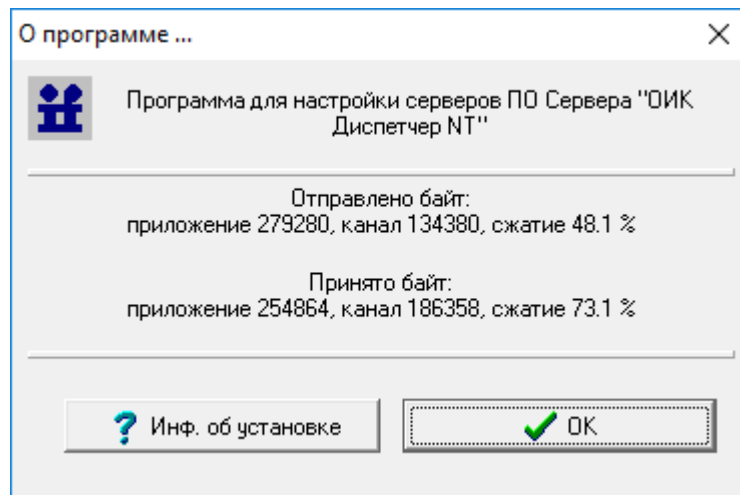 О программе ...
Программа для настройки серверов ПО Сервера "ОИК
Диспетчер NT"
Отправлено байт:
приложение 279280, канал 134380, сжатие 48.1 %
Принято байт:
приложение 254864, канал 186358, сжатие 73.1 %
Инф. об установке
OK